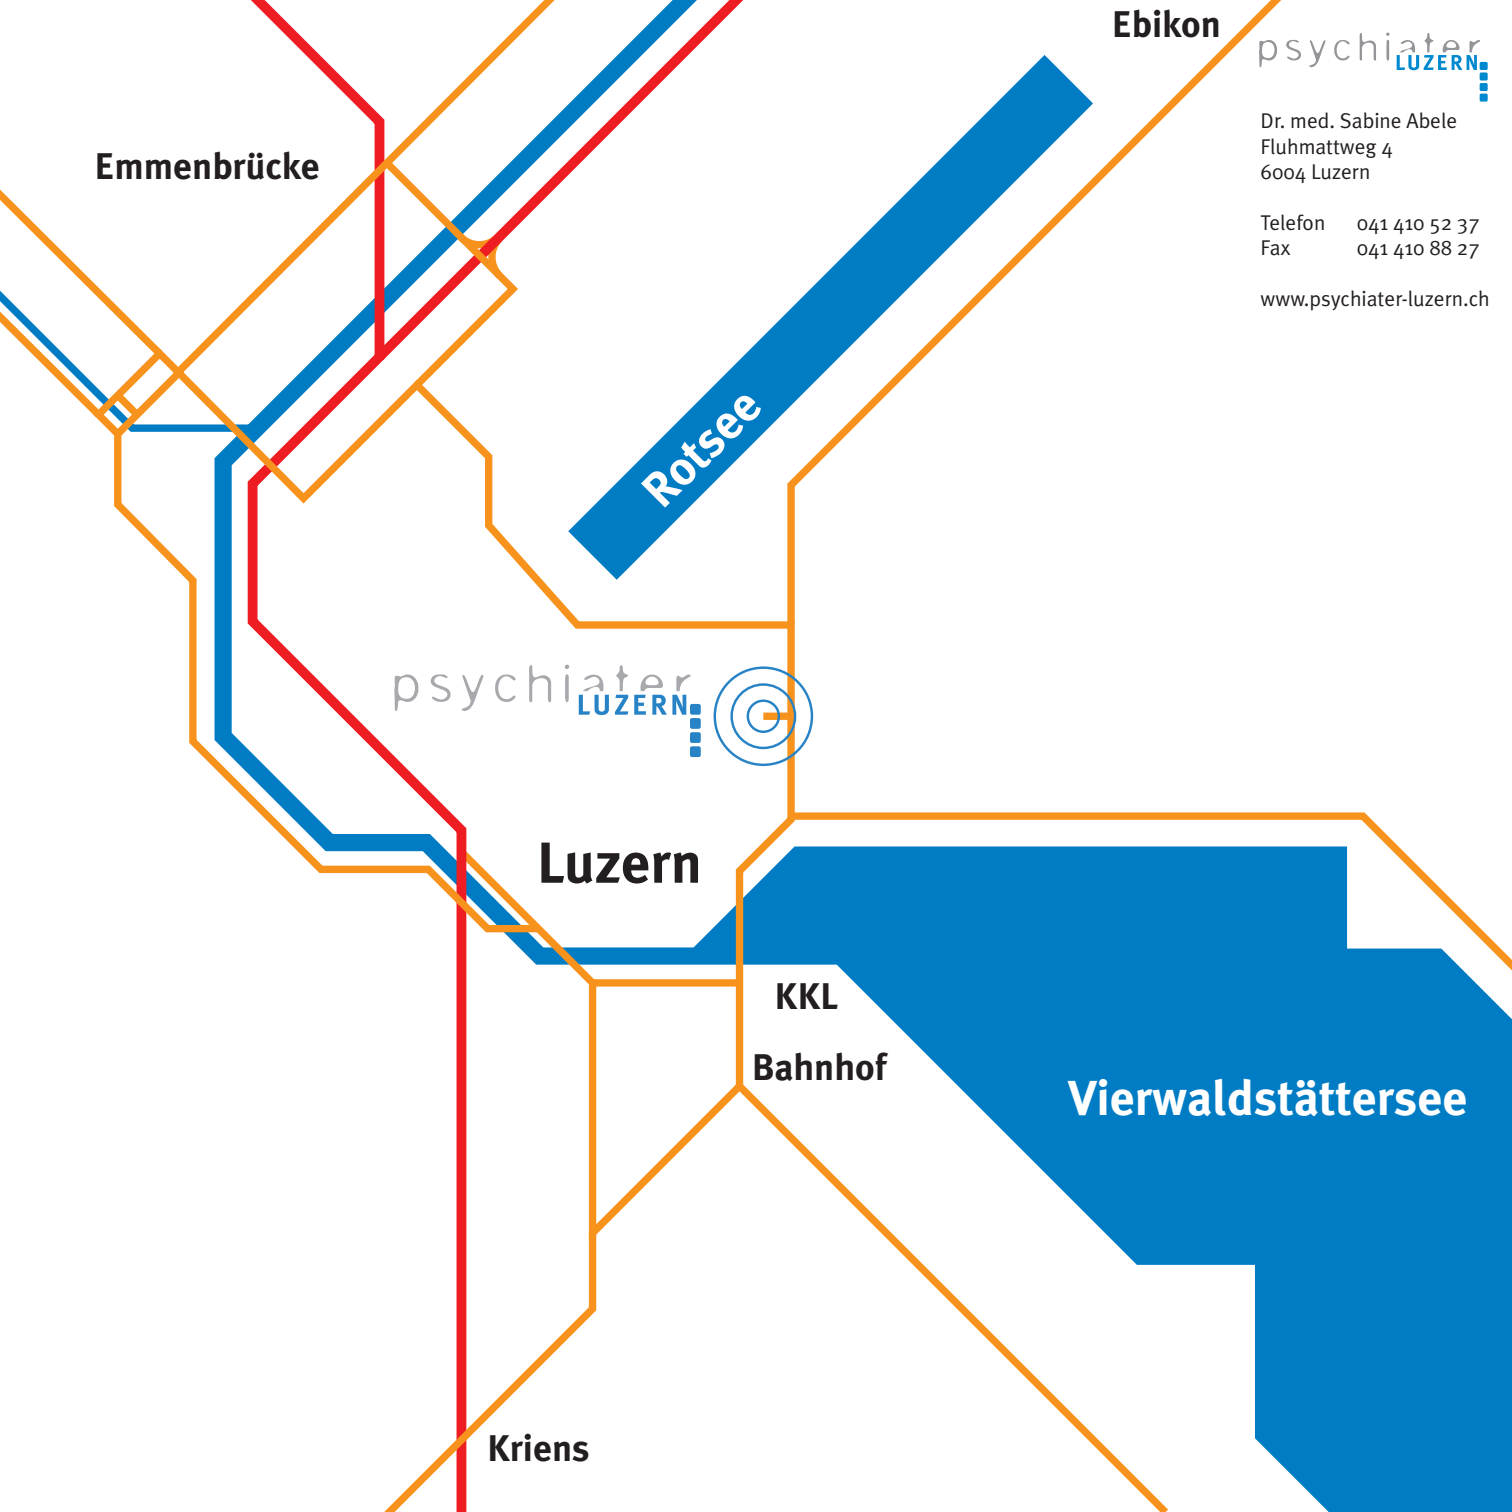 Ebikon
psychiater
LUZERN
Dr. med. Sabine Abele
Fluhmattweg 4
6004 Luzern
Telefon 041 410 52 37
Fax 041 410 88 27
www.psychiater-luzern.ch
Emmenbrücke
Rotsee
psychiater
LUZERN
Luzern
KKL
Bahnhof
Vierwaldstättersee
Kriens